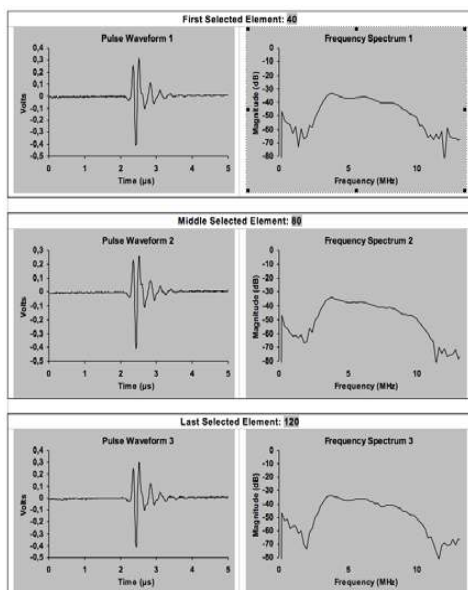 First Selected Element: 40
Pulse Waveform 1
Frequency Spectrum 1
0,4
0,3
0,2
0,1
0
-0,1
-0,2
-0,3
-0,4
-0,5
Volts
0 1 2 3 4 5
Time (µs)
0
-10
-20
-30
-40
-50
-60
-70
-80
Magnitude (dB)
0 5 10
Frequency (MHz)
Middle Selected Element: 80
Pulse Waveform 2
Frequency Spectrum 2
0,3
0,2
0,1
0
-0,1
-0,2
-0,3
-0,4
-0,5
Volts
0 1 2 3 4 5
Time (µs)
0
-10
-20
-30
-40
-50
-60
-70
-80
Magnitude (dB)
0 5 10
Frequency (MHz)
Last Selected Element: 120
Pulse Waveform 3
Frequency Spectrum 3
0,4
0,3
0,2
0,1
0
-0,1
-0,2
-0,3
-0,4
-0,5
Volts
0 1 2 3 4 5
Time (µs)
0
-10
-20
-30
-40
-50
-60
-70
-80
Magnitude (dB)
0 5 10
Frequency (MHz)